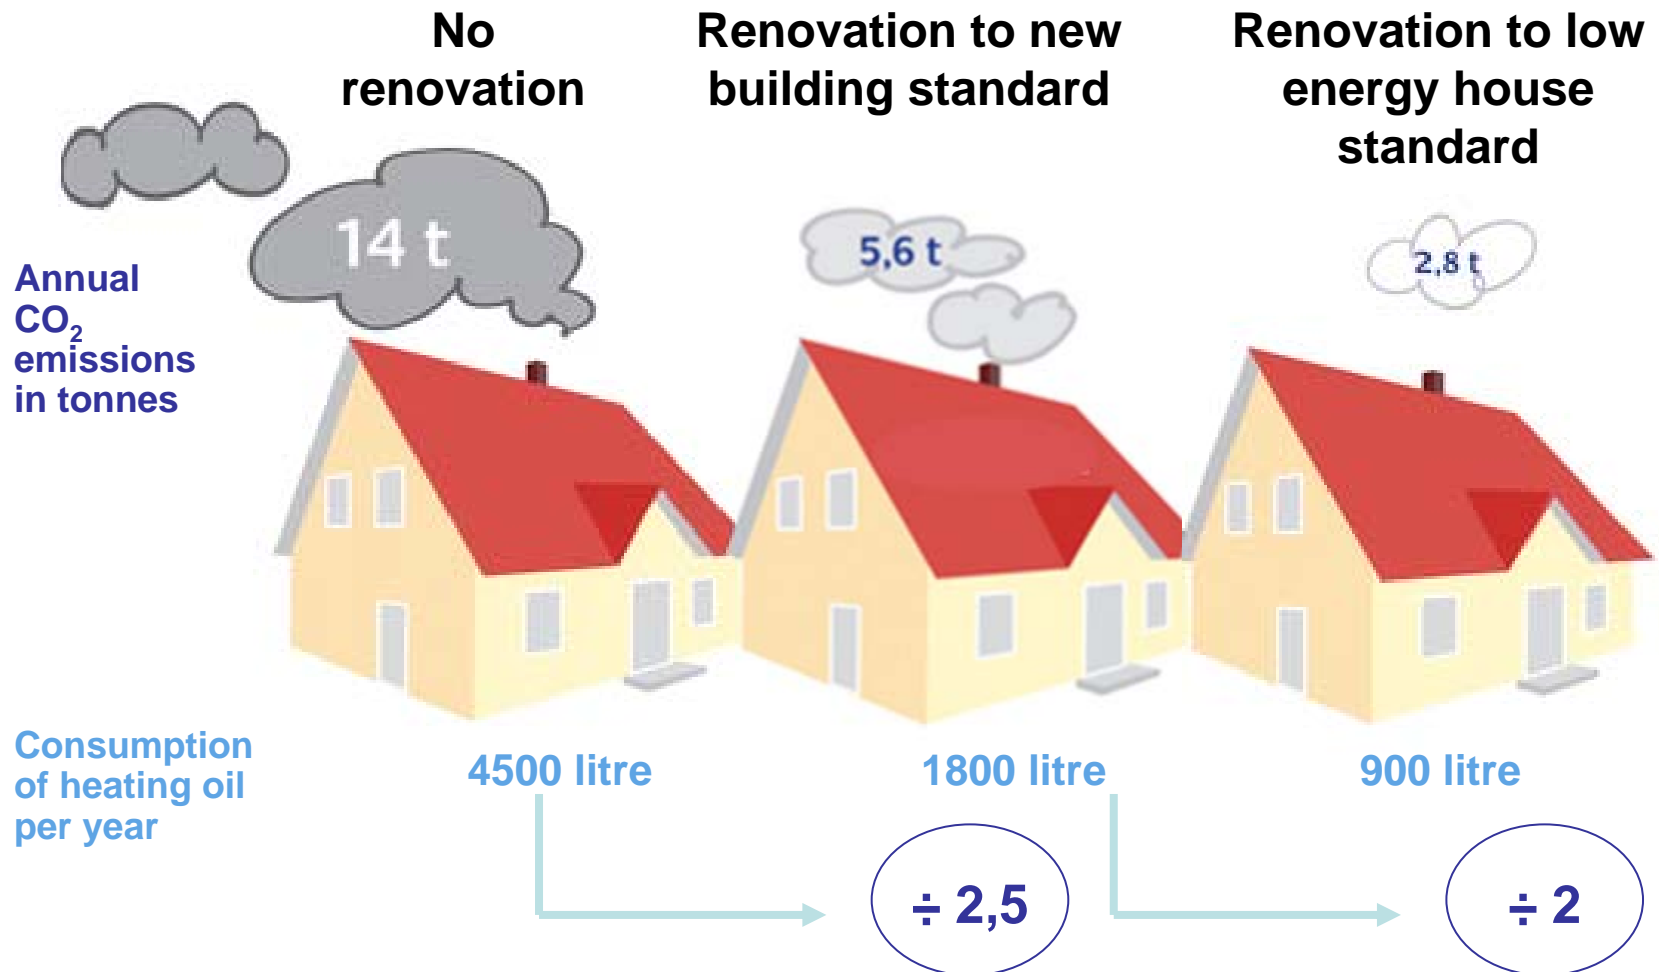 No
renovation
Renovation to new
building standard
Renovation to low
energy house
standard
14 t
5,6 t
2,8 t
Annual
CO₂
emissions
in tonnes
Consumption
of heating oil
per year
4500 litre
1800 litre
900 litre
÷ 2,5
÷ 2